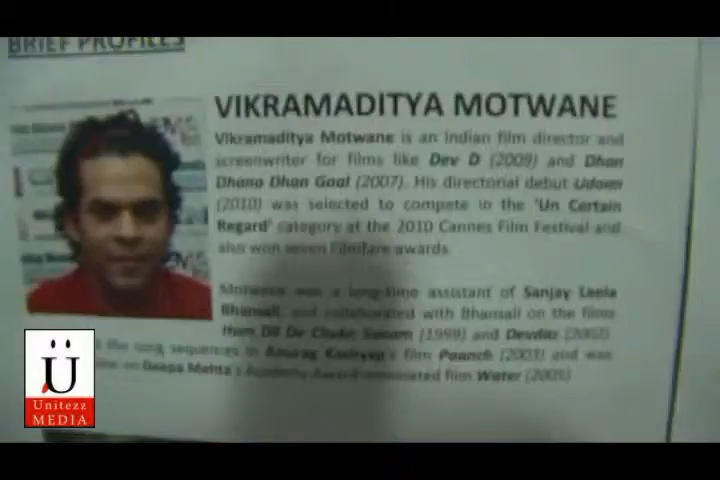 BRIEF PROFILES
VIKRAMADITYA MOTWANE
Vikramaditya Motwane is an Indian film director and
screenwriter for films like Dev D (2009) and Dhan
Dhana Dhan Goal (2007). His directorial debut Udaan
(2010) was selected to compete in the 'Un Certain
Regard' category at the 2010 Cannes Film Festival and
also won seven Filmfare awards.
Motwane was a long-time assistant of Sanjay Leela
Bhansali, and collaborated with Bhansali on the films
Hum Dil De Chuke Sanam (1999) and Devdas (2002)
the song sequences in Anurag Kashyap's film Paanch (2003) and was
on Deepa Mehta's Academy Award nominated film Water (2005)
Ü
Unitezz
MEDIA